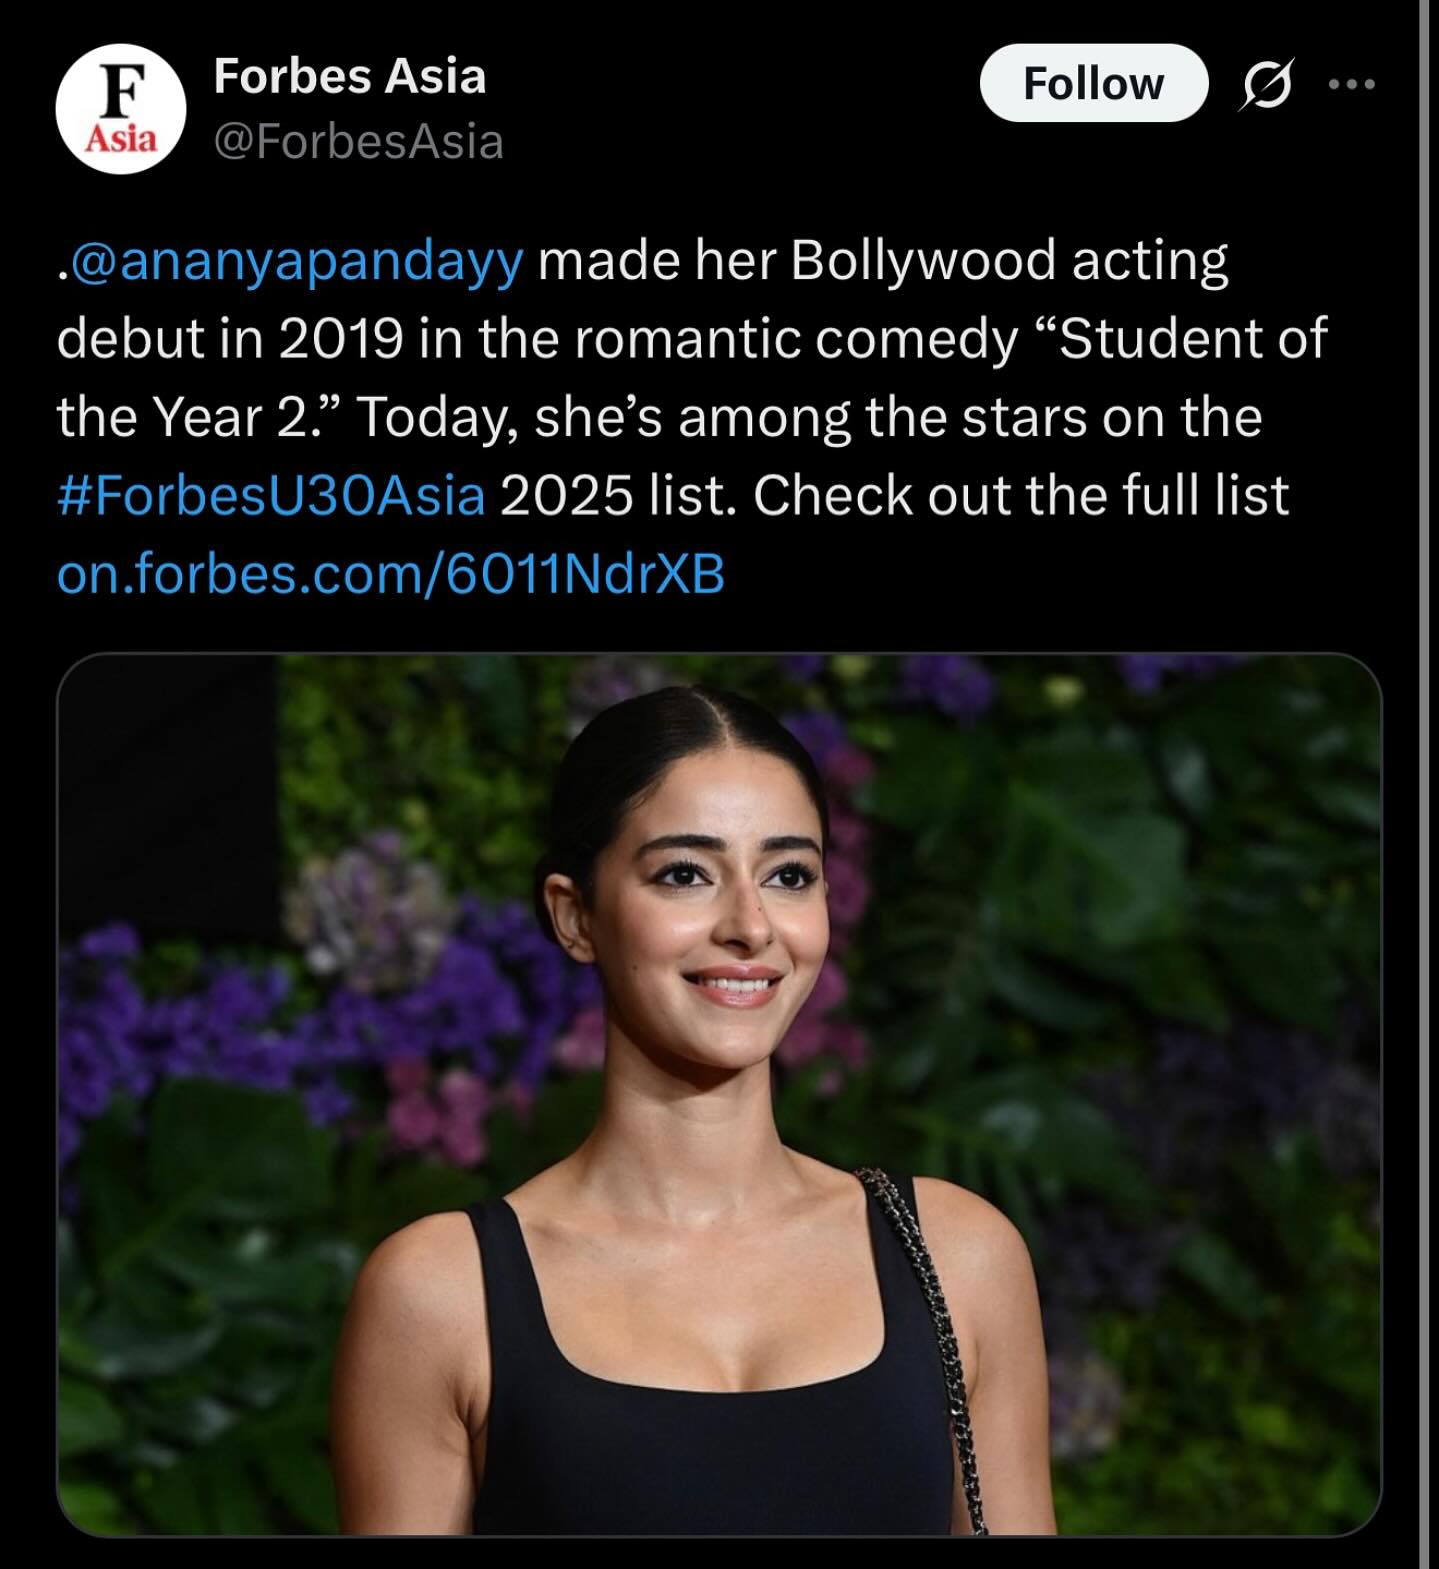 F
Asia
Forbes Asia
@ForbesAsia
Follow
.@ananyapandayy made her Bollywood acting
debut in 2019 in the romantic comedy “Student of
the Year 2.” Today, she’s among the stars on the
#ForbesU30Asia 2025 list. Check out the full list
on.forbes.com/6011NdrXB